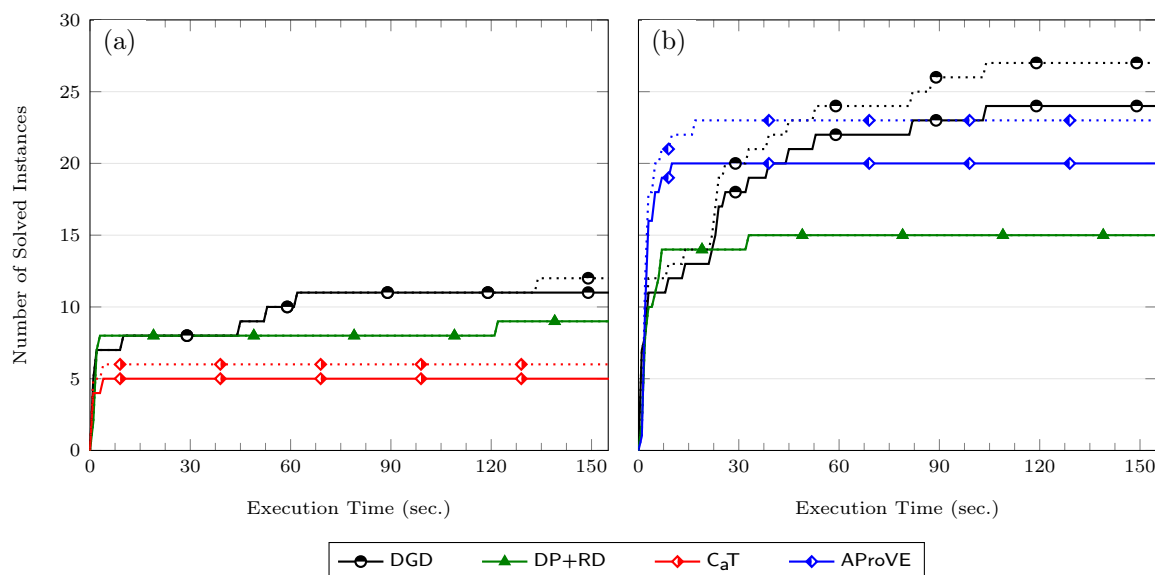 (a)
(b)
Number of Solved Instances
30
25
20
15
10
5
0
0 30 60 90 120 150
0 30 60 90 120 150
Execution Time (sec.)
Execution Time (sec.)
DGD DP+RD CaT AProVE